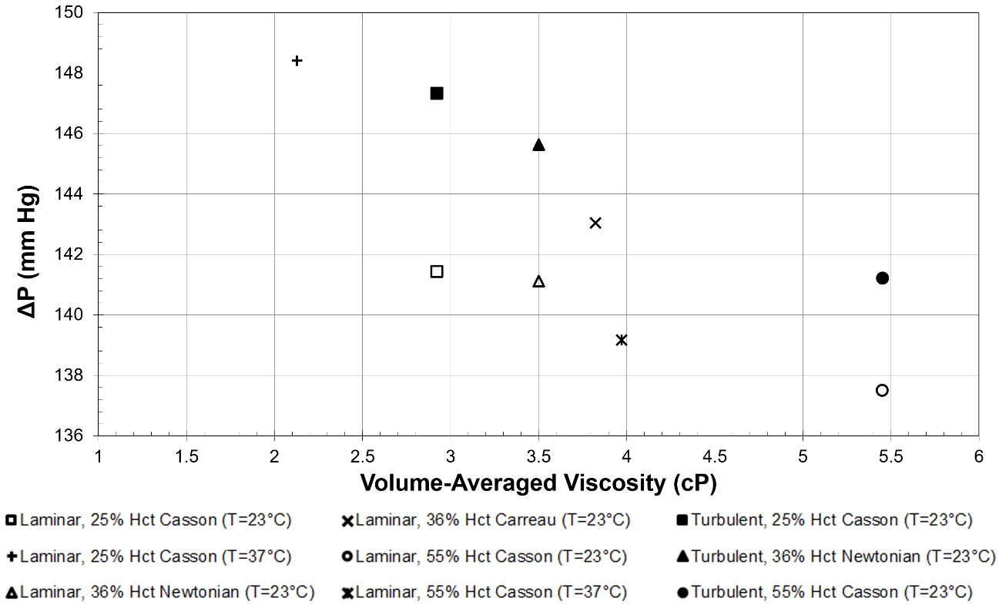 150
148
146
144
142
140
138
136
ΔP (mm Hg)
1 1.5 2 2.5 3 3.5 4 4.5 5 5.5 6
Volume-Averaged Viscosity (cP)
Laminar, 25% Hct Casson (T=23°C) Laminar, 36% Hct Carreau (T=23°C) Turbulent, 25% Hct Casson (T=23°C)
Laminar, 25% Hct Casson (T=37°C) Laminar, 55% Hct Casson (T=23°C) Turbulent, 36% Hct Newtonian (T=23°C)
Laminar, 36% Hct Newtonian (T=23°C) Laminar, 55% Hct Casson (T=37°C) Turbulent, 55% Hct Casson (T=23°C)